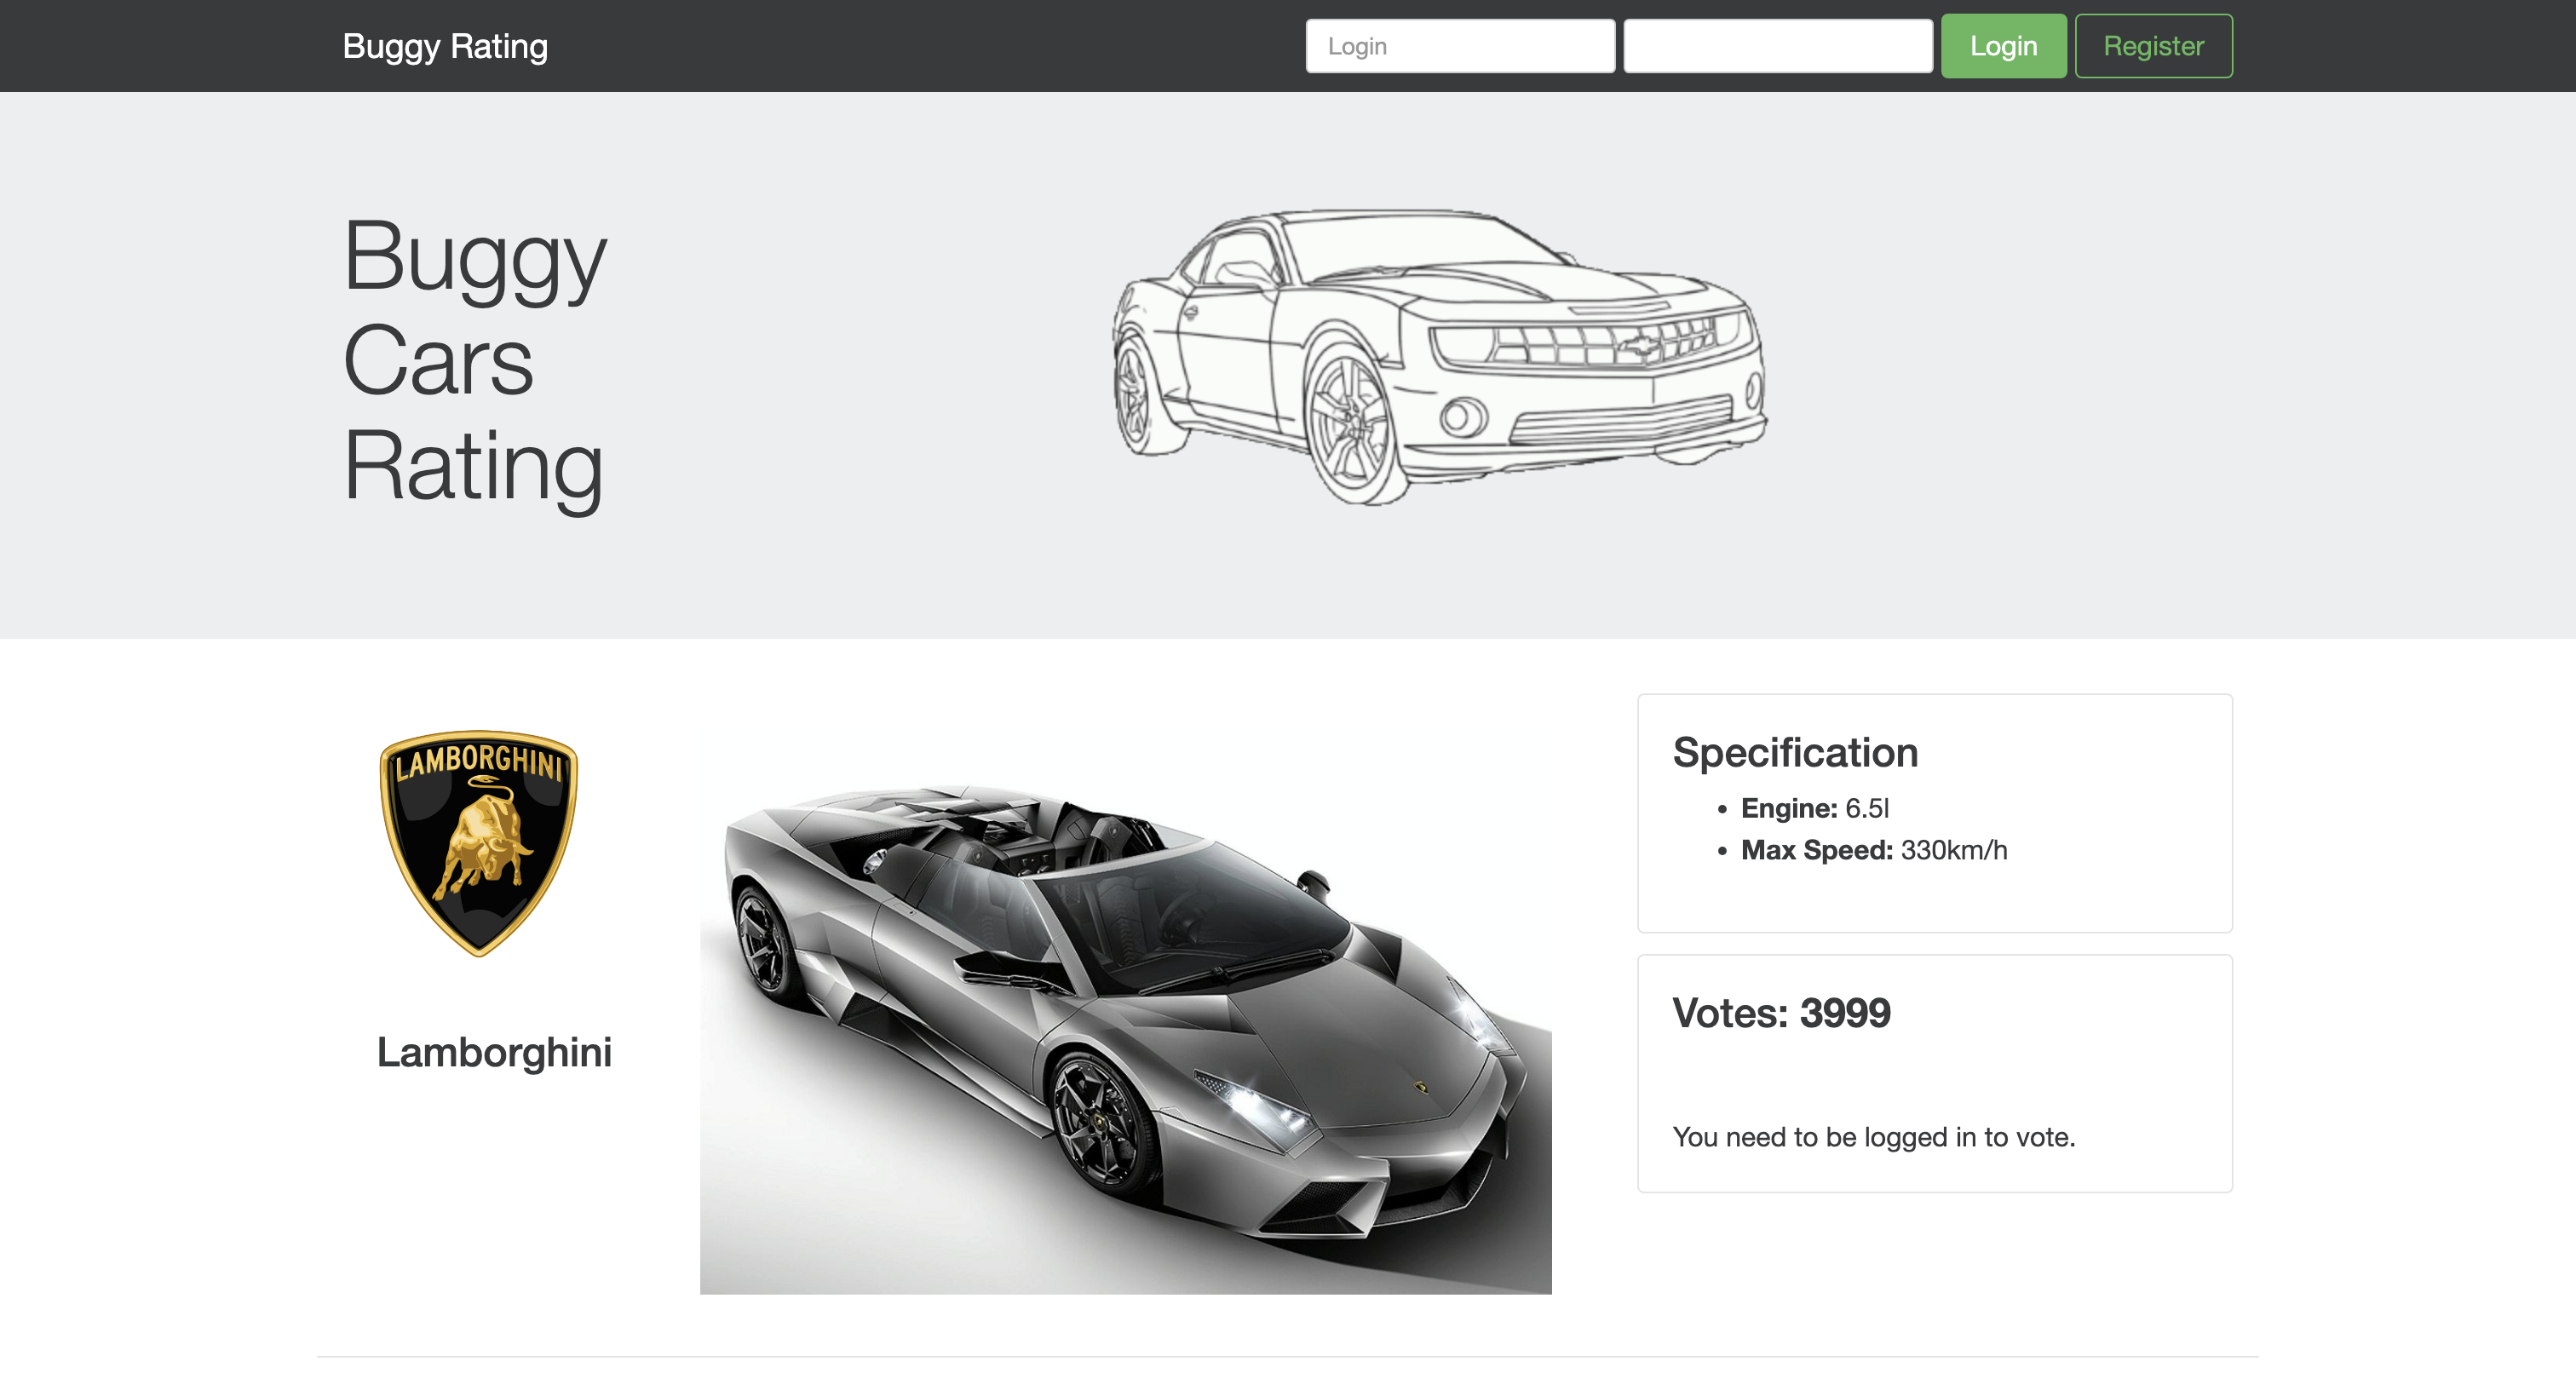 Buggy Rating
Login
Login
Register
Buggy
Cars
Rating
LAMBORGHINI
Lamborghini
Specification
Engine: 6.5l
Max Speed: 330km/h
Votes: 3999
You need to be logged in to vote.